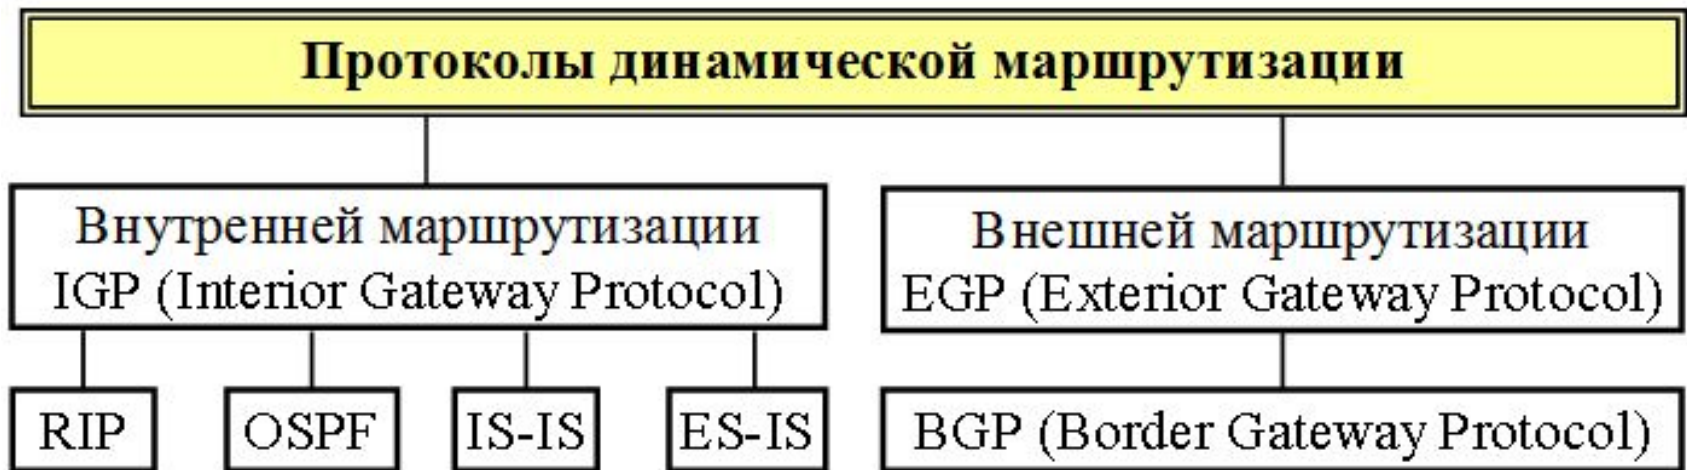 Протоколы динамической маршрутизации
Внутренней маршрутизации
IGP (Interior Gateway Protocol)
Внешней маршрутизации
EGP (Exterior Gateway Protocol)
RIP
OSPF
IS-IS
ES-IS
BGP (Border Gateway Protocol)